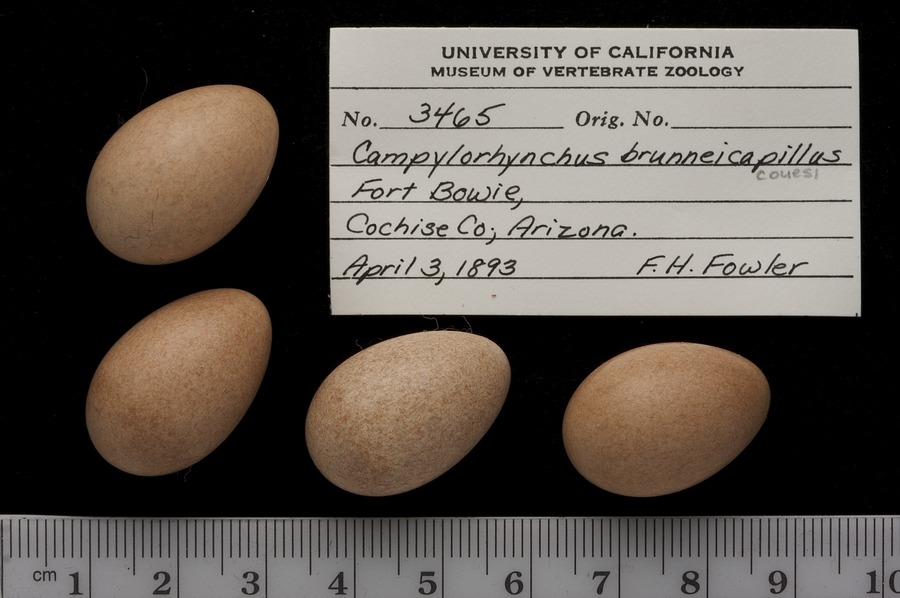 UNIVERSITY OF CALIFORNIA
MUSEUM OF VERTEBRATE ZOOLOGY
No. 3465 Orig. No.
Campylorhynchus brunneicapillus
couesi
Fort Bowie,
Cochise Co; Arizona.
April 3, 1893 F.H. Fowler
cm 1 2 3 4 5 6 7 8 9 10